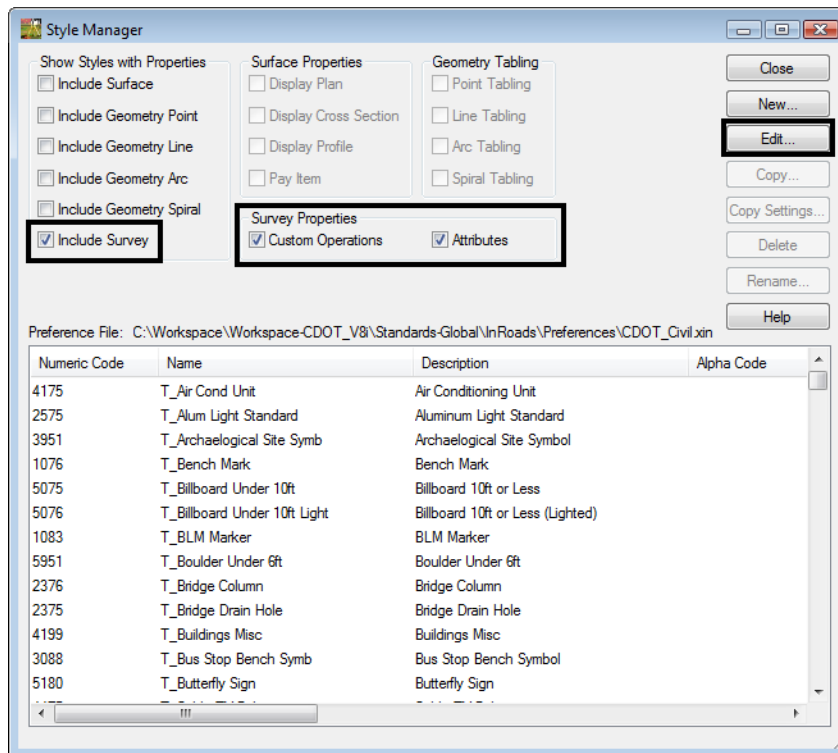 Style Manager
Show Styles with Properties
Include Surface
Include Geometry Point
Include Geometry Line
Include Geometry Arc
Include Geometry Spiral
Include Survey
Surface Properties
Display Plan
Display Cross Section
Display Profile
Pay Item
Geometry Tabling
Point Tabling
Line Tabling
Arc Tabling
Spiral Tabling
Survey Properties
Custom Operations Attributes
Close
New...
Edit...
Copy...
Copy Settings...
Delete
Rename...
Help
Preference File: C:\Workspace\Workspace-CDOT_V8i\Standards-Global\InRoads\Preferences\CDOT_Civil.xin
Numeric Code Name Description Alpha Code
4175 T_Air Cond Unit Air Conditioning Unit
2575 T_Alum Light Standard Aluminum Light Standard
3951 T_Archaelogical Site Symb Archaelogical Site Symbol
1076 T_Bench Mark Bench Mark
5075 T_Billboard Under 10ft Billboard 10ft or Less
5076 T_Billboard Under 10ft Light Billboard 10ft or Less (Lighted)
1083 T_BLM Marker BLM Marker
5951 T_Boulder Under 6ft Boulder Under 6ft
2376 T_Bridge Column Bridge Column
2375 T_Bridge Drain Hole Bridge Drain Hole
4199 T_Buildings Misc Buildings Misc
3088 T_Bus Stop Bench Symb Bus Stop Bench Symbol
5180 T_Butterfly Sign Butterfly Sign